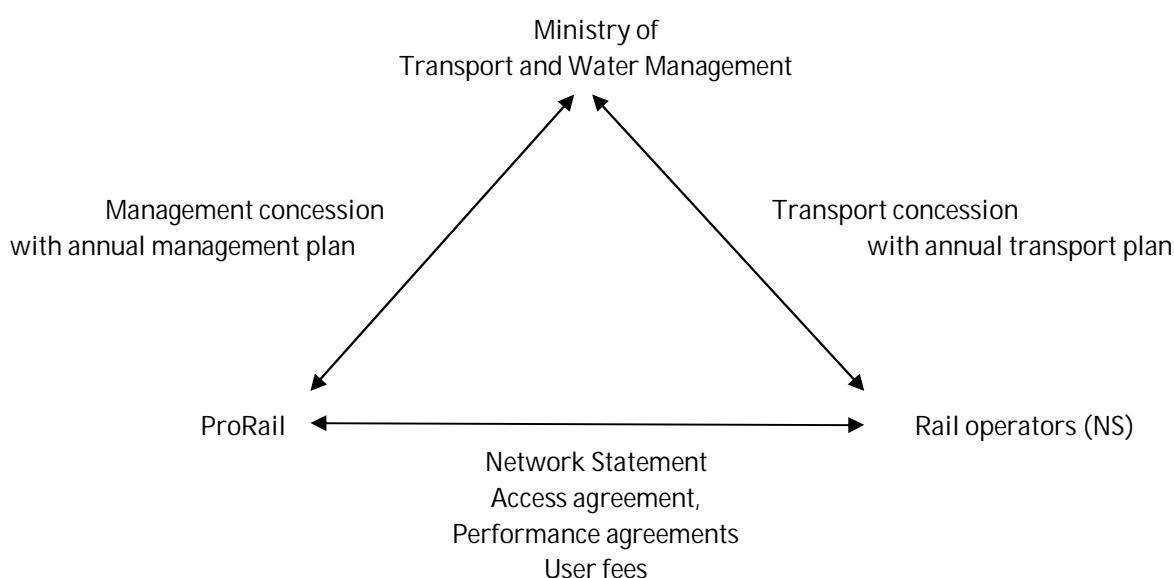 Ministry of
Transport and Water Management
Management concession
with annual management plan
Transport concession
with annual transport plan
ProRail
Rail operators (NS)
Network Statement
Access agreement,
Performance agreements
User fees